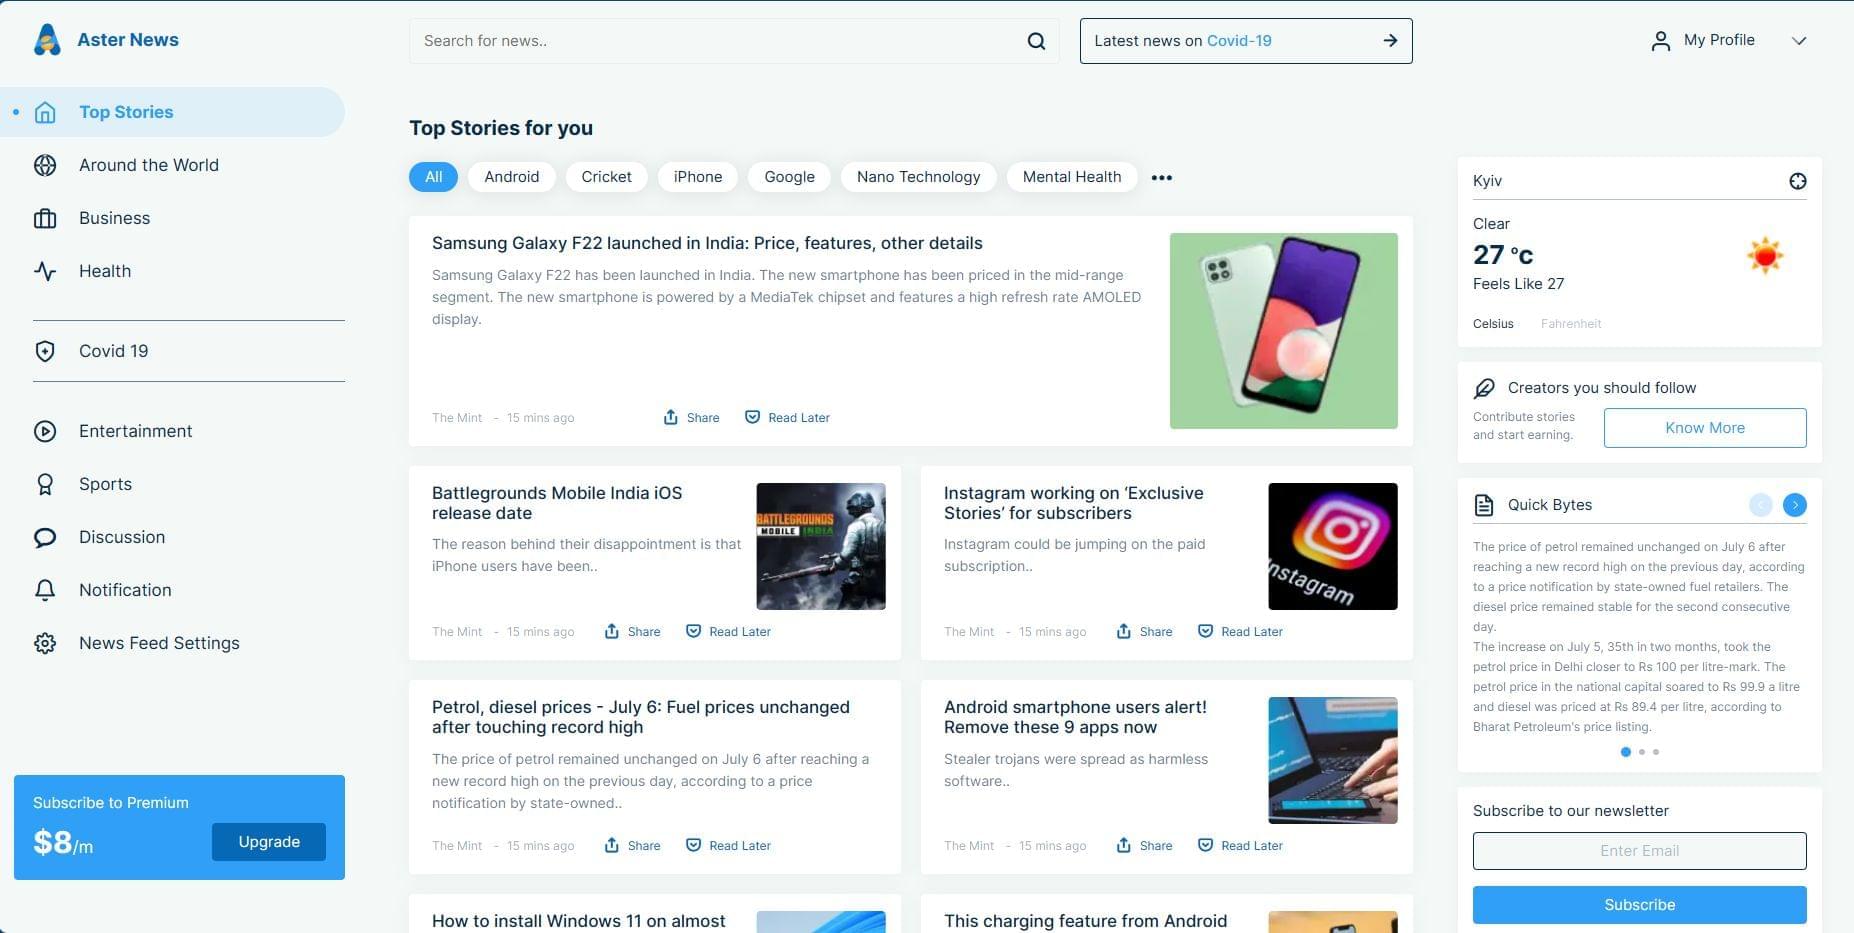 Aster News
Search for news..
Latest news on Covid-19
My Profile
Top Stories
Around the World
Business
Health
Covid 19
Entertainment
Sports
Discussion
Notification
News Feed Settings
Subscribe to Premium
$8/m
Upgrade
Top Stories for you
All
Android
Cricket
iPhone
Google
Nano Technology
Mental Health
Samsung Galaxy F22 launched in India: Price, features, other details
Samsung Galaxy F22 has been launched in India. The new smartphone has been priced in the mid-range
segment. The new smartphone is powered by a MediaTek chipset and features a high refresh rate AMOLED
display.
The Mint - 15 mins ago
Share
Read Later
Battlegrounds Mobile India iOS
release date
The reason behind their disappointment is that
iPhone users have been..
BATTLEGROUNDS
MOBILE INDIA
The Mint - 15 mins ago
Share
Read Later
Instagram working on ‘Exclusive
Stories’ for subscribers
Instagram could be jumping on the paid
subscription..
Instagram
The Mint - 15 mins ago
Share
Read Later
Petrol, diesel prices - July 6: Fuel prices unchanged
after touching record high
The price of petrol remained unchanged on July 6 after reaching a
new record high on the previous day, according to a price
notification by state-owned..
The Mint - 15 mins ago
Share
Read Later
Android smartphone users alert!
Remove these 9 apps now
Stealer trojans were spread as harmless
software..
The Mint - 15 mins ago
Share
Read Later
How to install Windows 11 on almost
This charging feature from Android
Kyiv
Clear
27 °c
Feels Like 27
Celsius
Fahrenheit
Creators you should follow
Contribute stories
and start earning.
Know More
Quick Bytes
The price of petrol remained unchanged on July 6 after
reaching a new record high on the previous day, according
to a price notification by state-owned fuel retailers. The
diesel price remained stable for the second consecutive
day.
The increase on July 5, 35th in two months, took the
petrol price in Delhi closer to Rs 100 per litre-mark. The
petrol price in the national capital soared to Rs 99.9 a litre
and diesel was priced at Rs 89.4 per litre, according to
Bharat Petroleum's price listing.
Subscribe to our newsletter
Enter Email
Subscribe